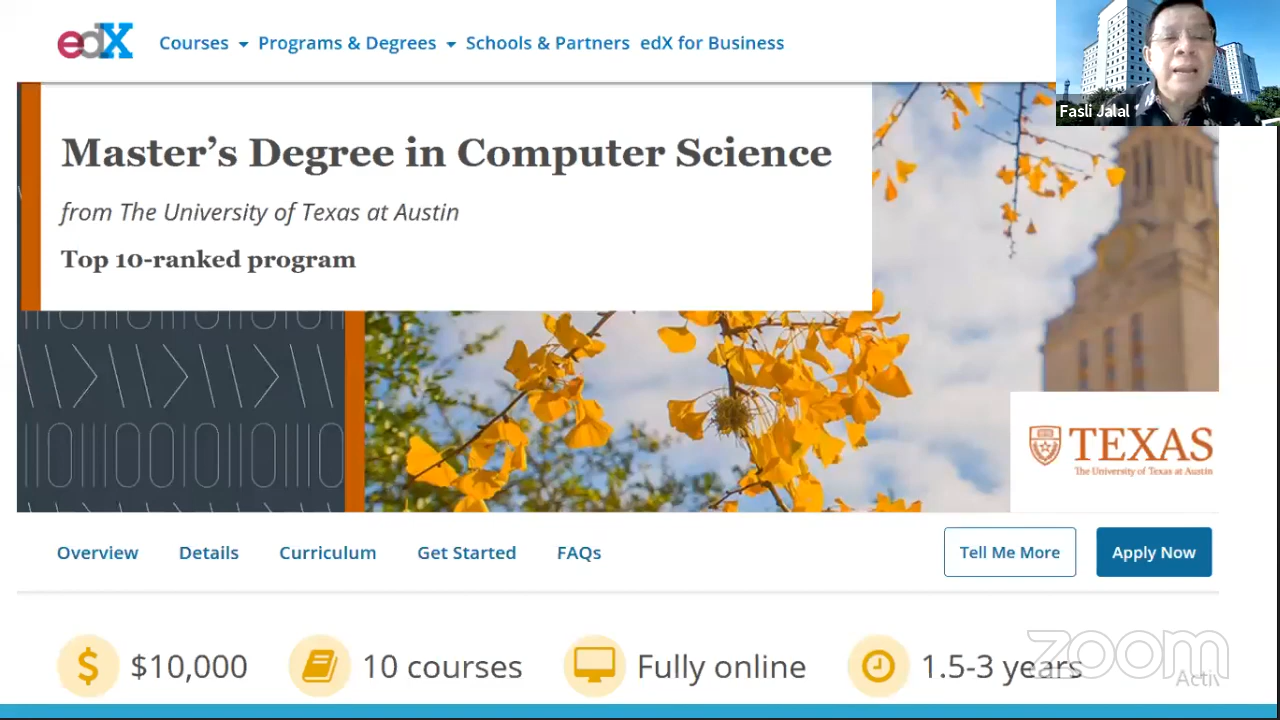 edX
Courses Programs & Degrees Schools & Partners edX for Business
Fasli Jalal
Master's Degree in Computer Science
from The University of Texas at Austin
Top 10-ranked program
TEXAS
The University of Texas at Austin
Overview Details Curriculum Get Started FAQs Tell Me More Apply Now
$ $10,000 10 courses Fully online 1.5-3 years
zoom